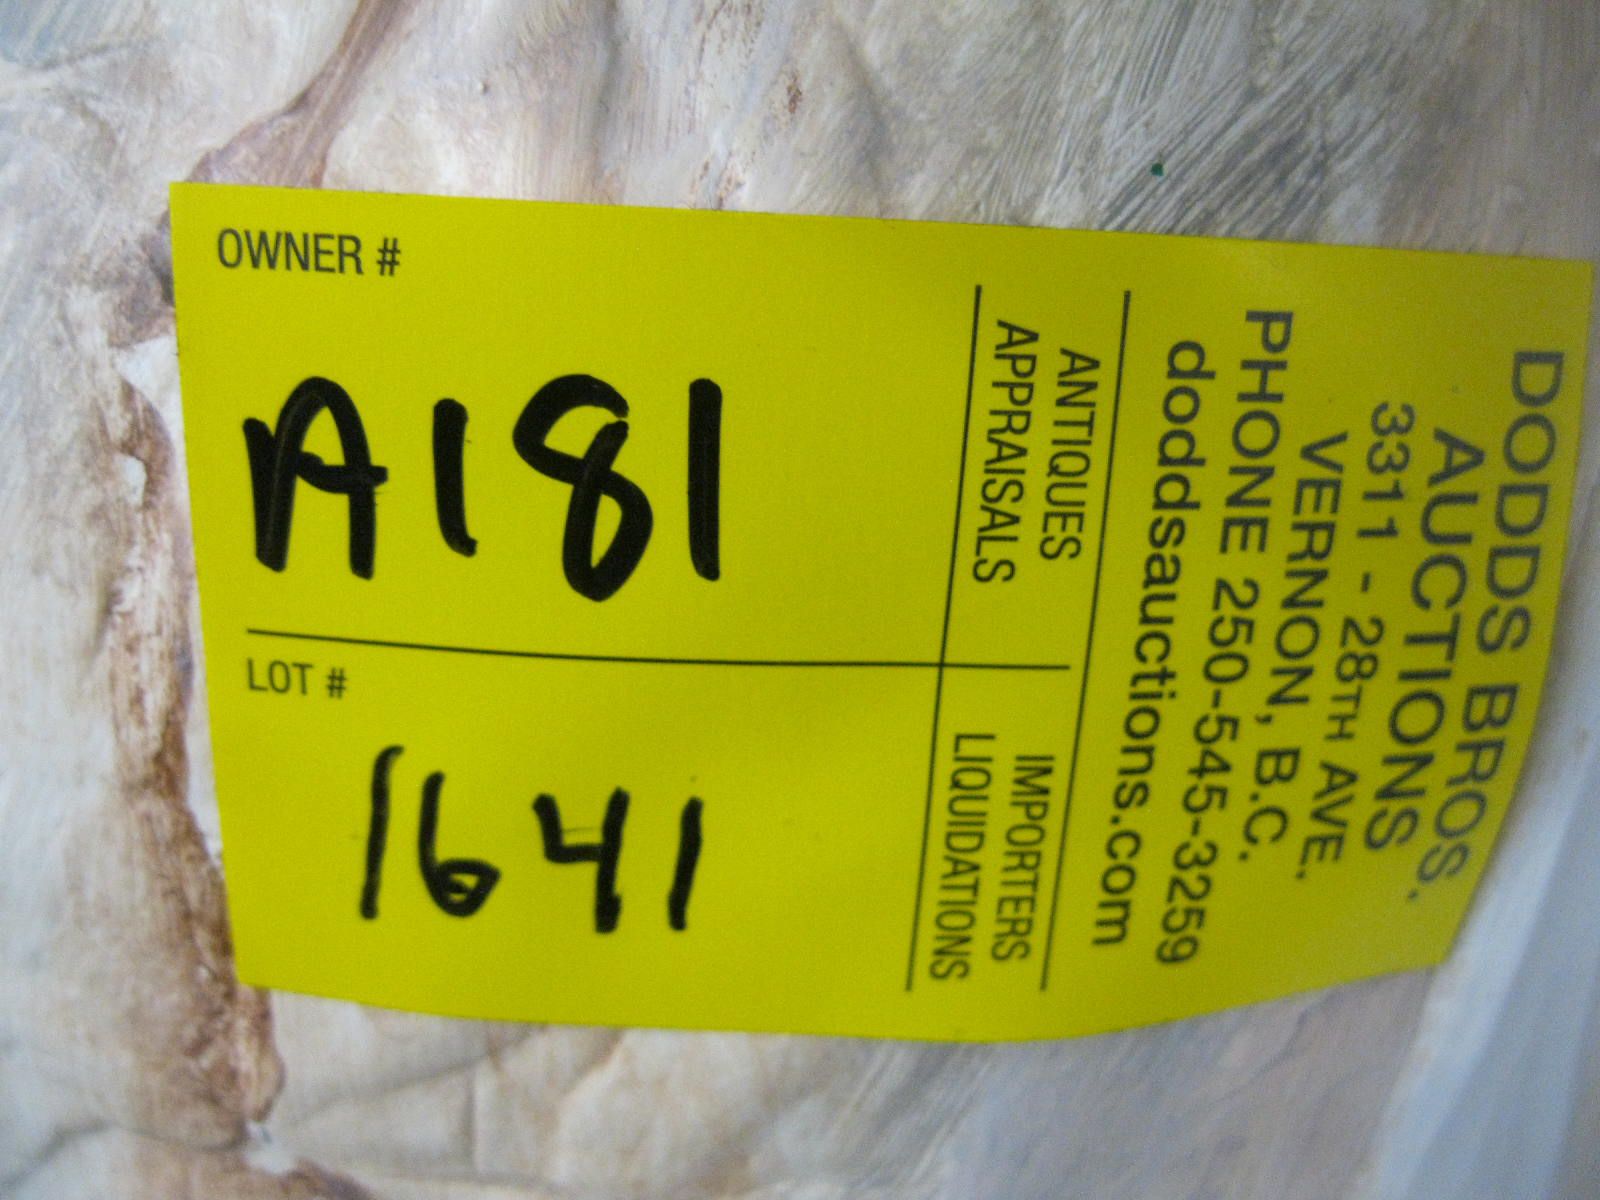 OWNER #
A181
LOT #
1641
ANTIQUES
APPRAISALS
IMPORTERS
LIQUIDATIONS
DODDS BROS.
AUCTIONS
3311 - 28TH AVE.
VERNON, B.C.
PHONE 250-545-3259
doddsauctions.com